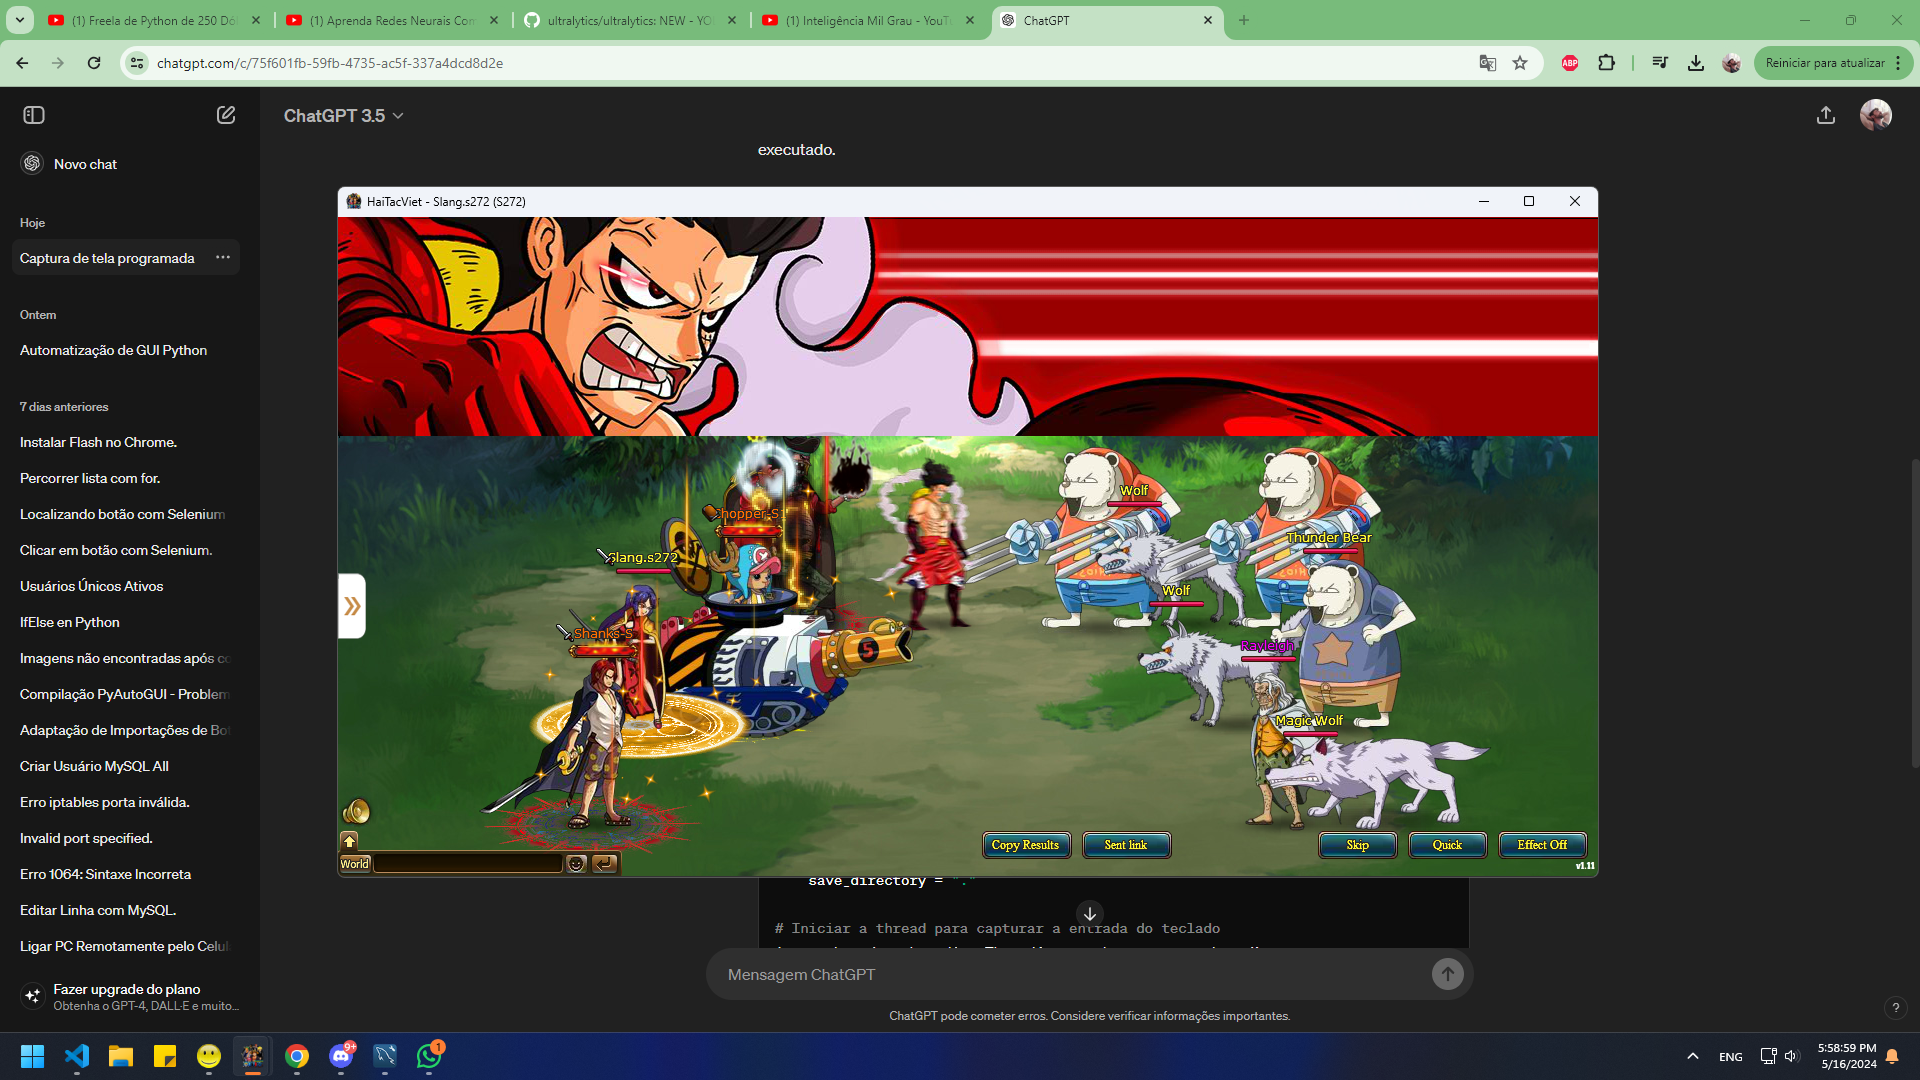 (1) Freela de Python de 250 Dó
(1) Aprenda Redes Neurais Com
ultralytics/ultralytics: NEW - YO
(1) Inteligência Mil Grau - YouT
ChatGPT
chatgpt.com/c/75f601fb-59fb-4735-ac5f-337a4dcd8d2e
ABP
Reiniciar para atualizar
ChatGPT 3.5
Novo chat
Hoje
Captura de tela programada
Ontem
Automatização de GUI Python
7 dias anteriores
Instalar Flash no Chrome.
Percorrer lista com for.
Localizando botão com Selenium
Clicar em botão com Selenium.
Usuários Únicos Ativos
IfElse en Python
Imagens não encontradas após co
Compilação PyAutoGUI - Problem
Adaptação de Importações de Bot
Criar Usuário MySQL All
Erro iptables porta inválida.
Invalid port specified.
Erro 1064: Sintaxe Incorreta
Editar Linha com MySQL.
Ligar PC Remotamente pelo Celul
Fazer upgrade do plano
Obtenha o GPT-4, DALL·E e muito...
executado.
HaiTacViet - Slang.s272 (S272)
Chopper-S1
Slang.s272
Shanks-S
5
Wolf
Thunder Bear
Wolf
Rayleigh
Magic Wolf
World
Copy Results
Sent link
Skip
Quick
Effect Off
v1.11
save_directory = "."
# Iniciar a thread para capturar a entrada do teclado
Mensagem ChatGPT
ChatGPT pode cometer erros. Considere verificar informações importantes.
?
9+
1
ENG
5:58:59 PM
5/16/2024